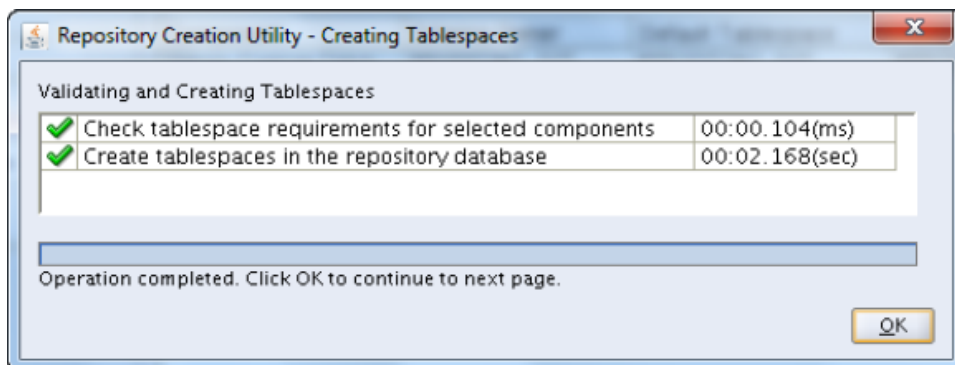 Repository Creation Utility - Creating Tablespaces
Validating and Creating Tablespaces
Check tablespace requirements for selected components 00:00.104(ms)
Create tablespaces in the repository database 00:02.168(sec)
Operation completed. Click OK to continue to next page.
OK